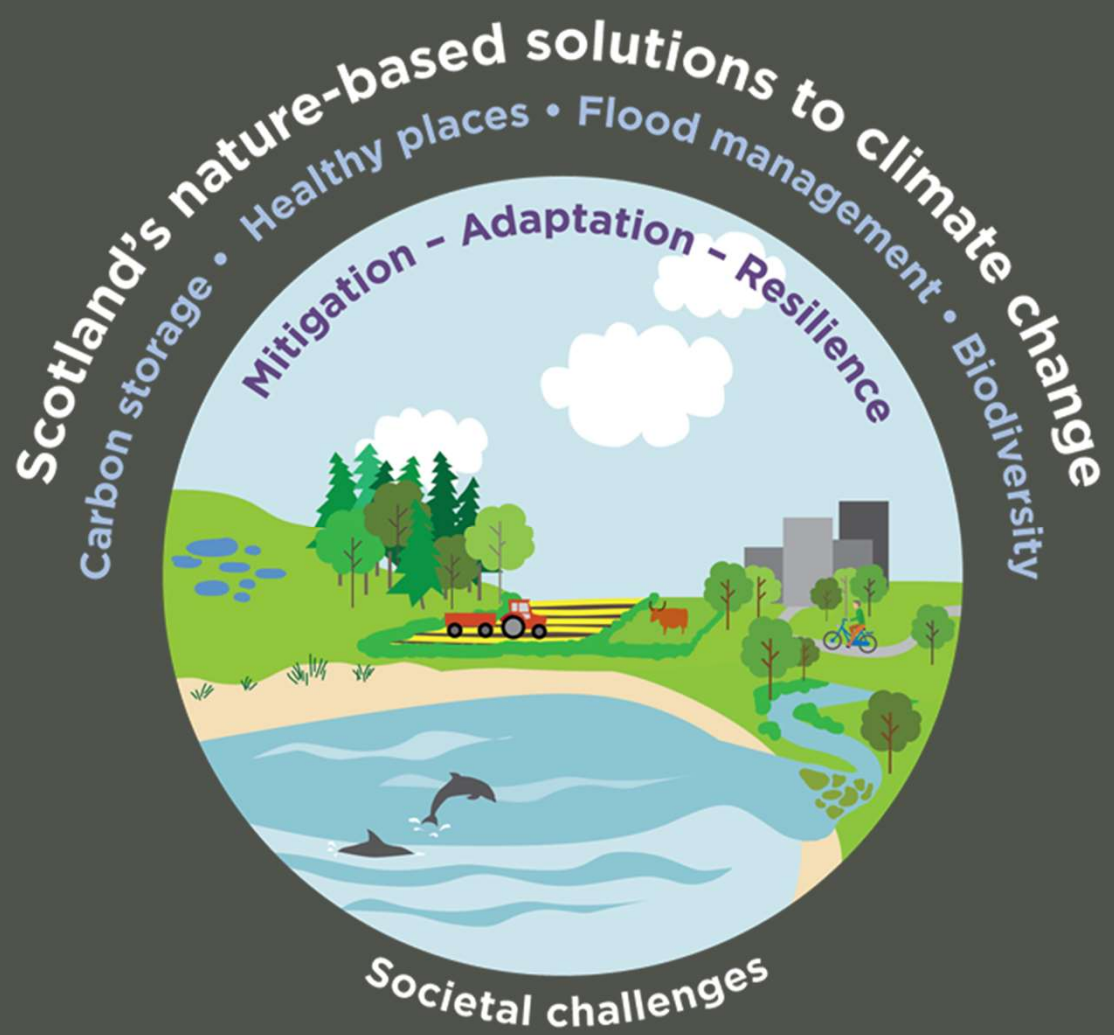 Scotland's nature-based solutions to climate change
Carbon storage • Healthy places • Flood management • Biodiversity
Mitigation – Adaptation – Resilience
Societal challenges